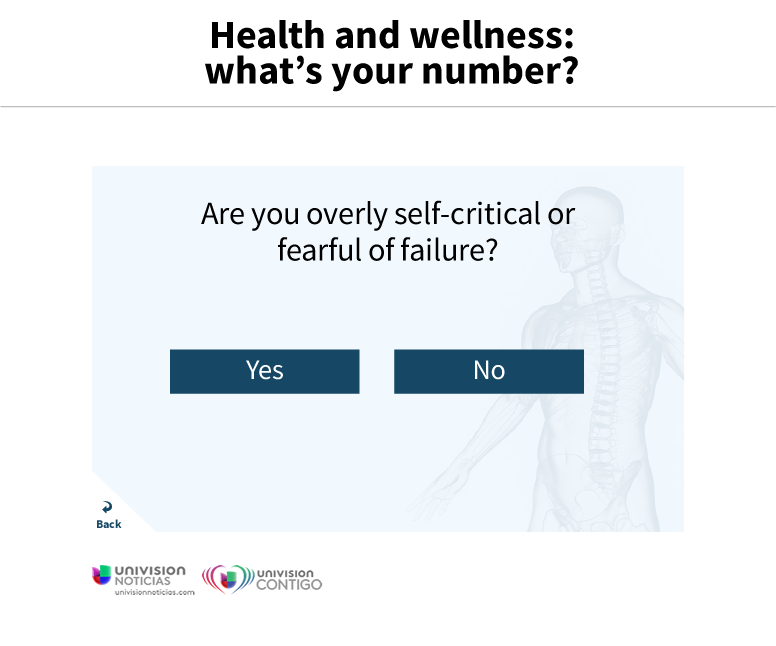 Health and wellness:
what’s your number?
Are you overly self-critical or
fearful of failure?
Yes
No
Back
UNIVISION
NOTICIAS
univisionnoticias.com
UNIVISION
CONTIGO